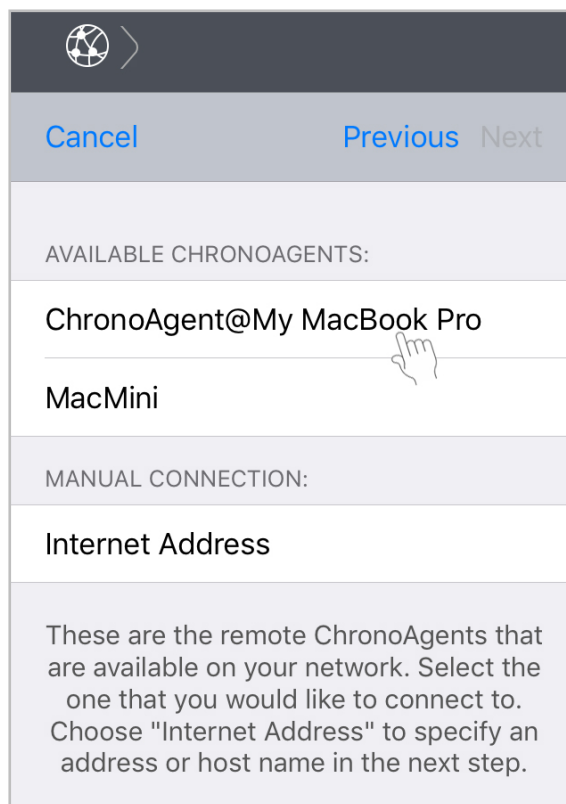 Cancel Previous Next
AVAILABLE CHRONOAGENTS:
ChronoAgent@My MacBook Pro
MacMini
MANUAL CONNECTION:
Internet Address
These are the remote ChronoAgents that
are available on your network. Select the
one that you would like to connect to.
Choose "Internet Address" to specify an
address or host name in the next step.